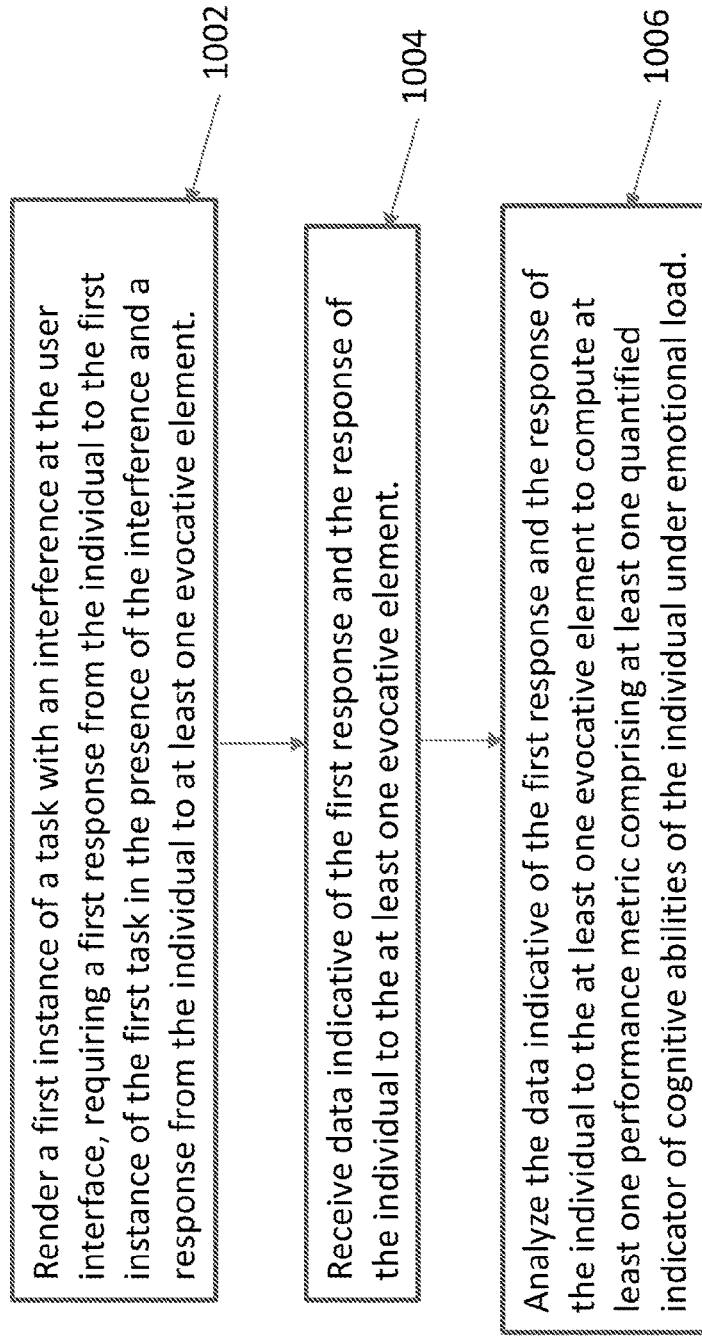 Render a first instance of a task with an interference at the user
interface, requiring a first response from the individual to the first
instance of the first task in the presence of the interference and a
response from the individual to at least one evocative element.
1002
Receive data indicative of the first response and the response of
the individual to the at least one evocative element.
1004
Analyze the data indicative of the first response and the response of
the individual to the at least one evocative element to compute at
least one performance metric comprising at least one quantified
indicator of cognitive abilities of the individual under emotional load.
1006